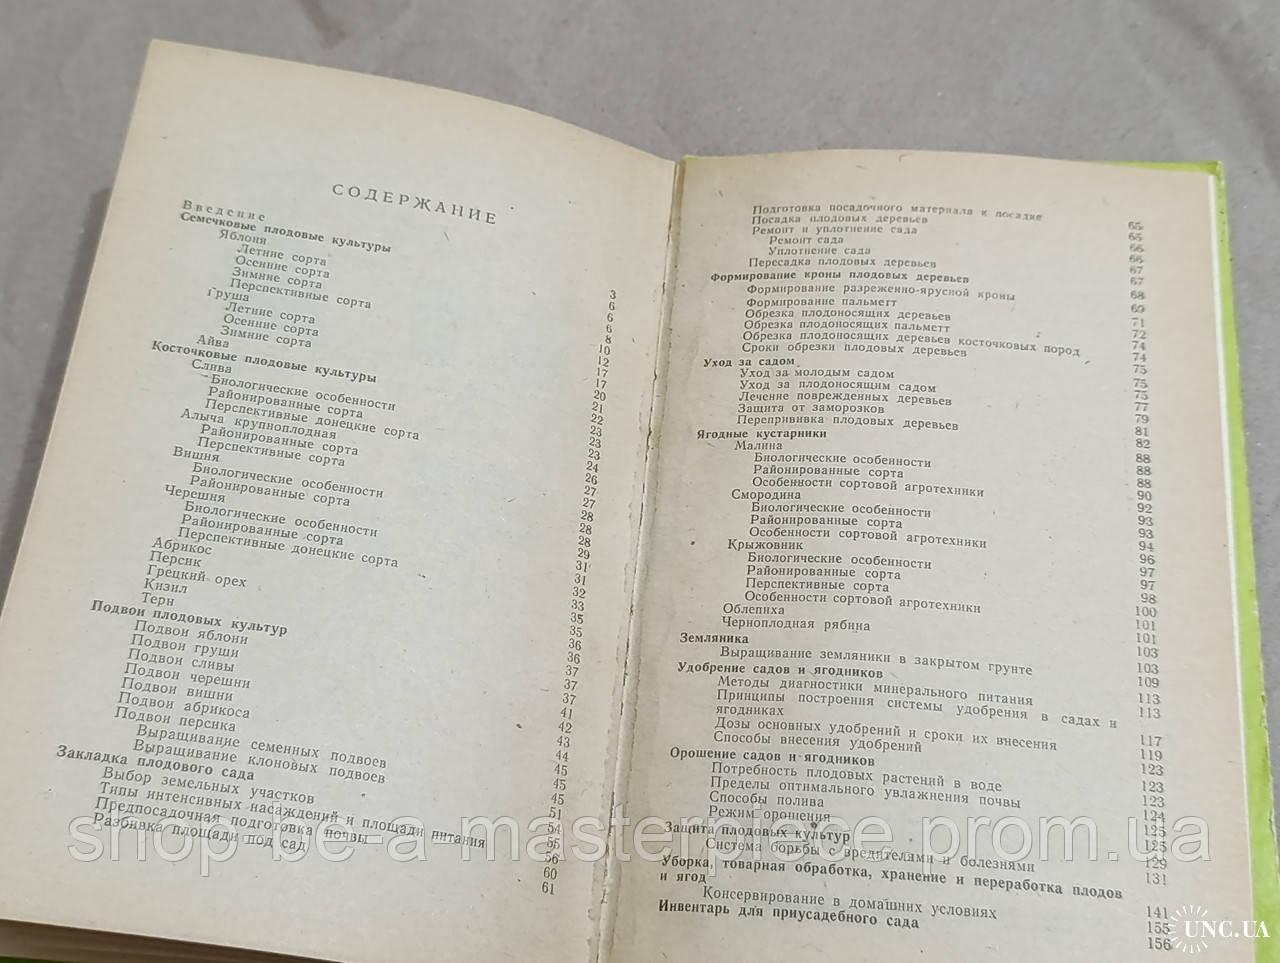 СОДЕРЖАНИЕ
Введение 3
Семечковые плодовые культуры 6
Яблоня 6
Летние сорта 6
Осенние сорта 8
Зимние сорта 10
Перспективные сорта 12
Груша 17
Летние сорта 17
Осенние сорта 20
Зимние сорта 21
Айва 22
Косточковые плодовые культуры 23
Слива 23
Биологические особенности 23
Районированные сорта 24
Перспективные донецкие сорта 26
Алыча крупноплодная 27
Районированные сорта 27
Перспективные сорта 28
Вишня 28
Биологические особенности 28
Районированные сорта 29
Черешня 31
Биологические особенности 31
Районированные сорта 32
Перспективные донецкие сорта 33
Абрикос 35
Персик 35
Грецкий орех 36
Кизил 36
Терн 37
Подвои плодовых культур 37
Подвои яблони 37
Подвои груши 41
Подвои сливы 42
Подвои черешни 43
Подвои вишни 44
Подвои абрикоса 45
Подвои персика 45
Выращивание семенных подвоев 45
Выращивание клоновых подвоев 51
Закладка плодового сада 54
Выбор земельных участков 55
Типы интенсивных насаждений и площади питания 56
Предпосадочная подготовка почвы 60
Разбивка площади под сад 61
Подготовка посадочного материала к посадке 65
Посадка плодовых деревьев 65
Ремонт и уплотнение сада 66
Ремонт сада 66
Уплотнение сада 67
Пересадка плодовых деревьев 67
Формирование кроны плодовых деревьев 68
Формирование разреженно-ярусной кроны 69
Формирование пальметт 71
Обрезка плодоносящих деревьев 72
Обрезка плодоносящих пальметт 74
Обрезка плодоносящих деревьев косточковых пород 74
Сроки обрезки плодовых деревьев 75
Уход за садом 75
Уход за молодым садом 75
Уход за плодоносящим садом 77
Лечение поврежденных деревьев 79
Защита от заморозков 81
Перепрививка плодовых деревьев 82
Ягодные кустарники 88
Малина 88
Биологические особенности 88
Районированные сорта 90
Особенности сортовой агротехники 92
Смородина 93
Биологические особенности 93
Районированные сорта 94
Особенности сортовой агротехники 96
Крыжовник 97
Биологические особенности 97
Районированные сорта 98
Перспективные сорта 100
Особенности сортовой агротехники 101
Облепиха 101
Черноплодная рябина 103
Земляника 103
Выращивание земляники в закрытом грунте 109
Удобрение садов и ягодников 113
Методы диагностики минерального питания 113
Принципы построения системы удобрения в садах и
ягодниках 117
Дозы основных удобрений и сроки их внесения 119
Способы внесения удобрений 123
Орошение садов и ягодников 123
Потребность плодовых растений в воде 123
Пределы оптимального увлажнения почвы 124
Способы полива 125
Режим орошения 125
Защита плодовых культур 129
Система борьбы с вредителями и болезнями 131
Уборка, товарная обработка, хранение и переработка плодов
и ягод 141
Консервирование в домашних условиях 155
Инвентарь для приусадебного сада 156
shop-be-a-masterpiece.prom.ua
UNC.UA